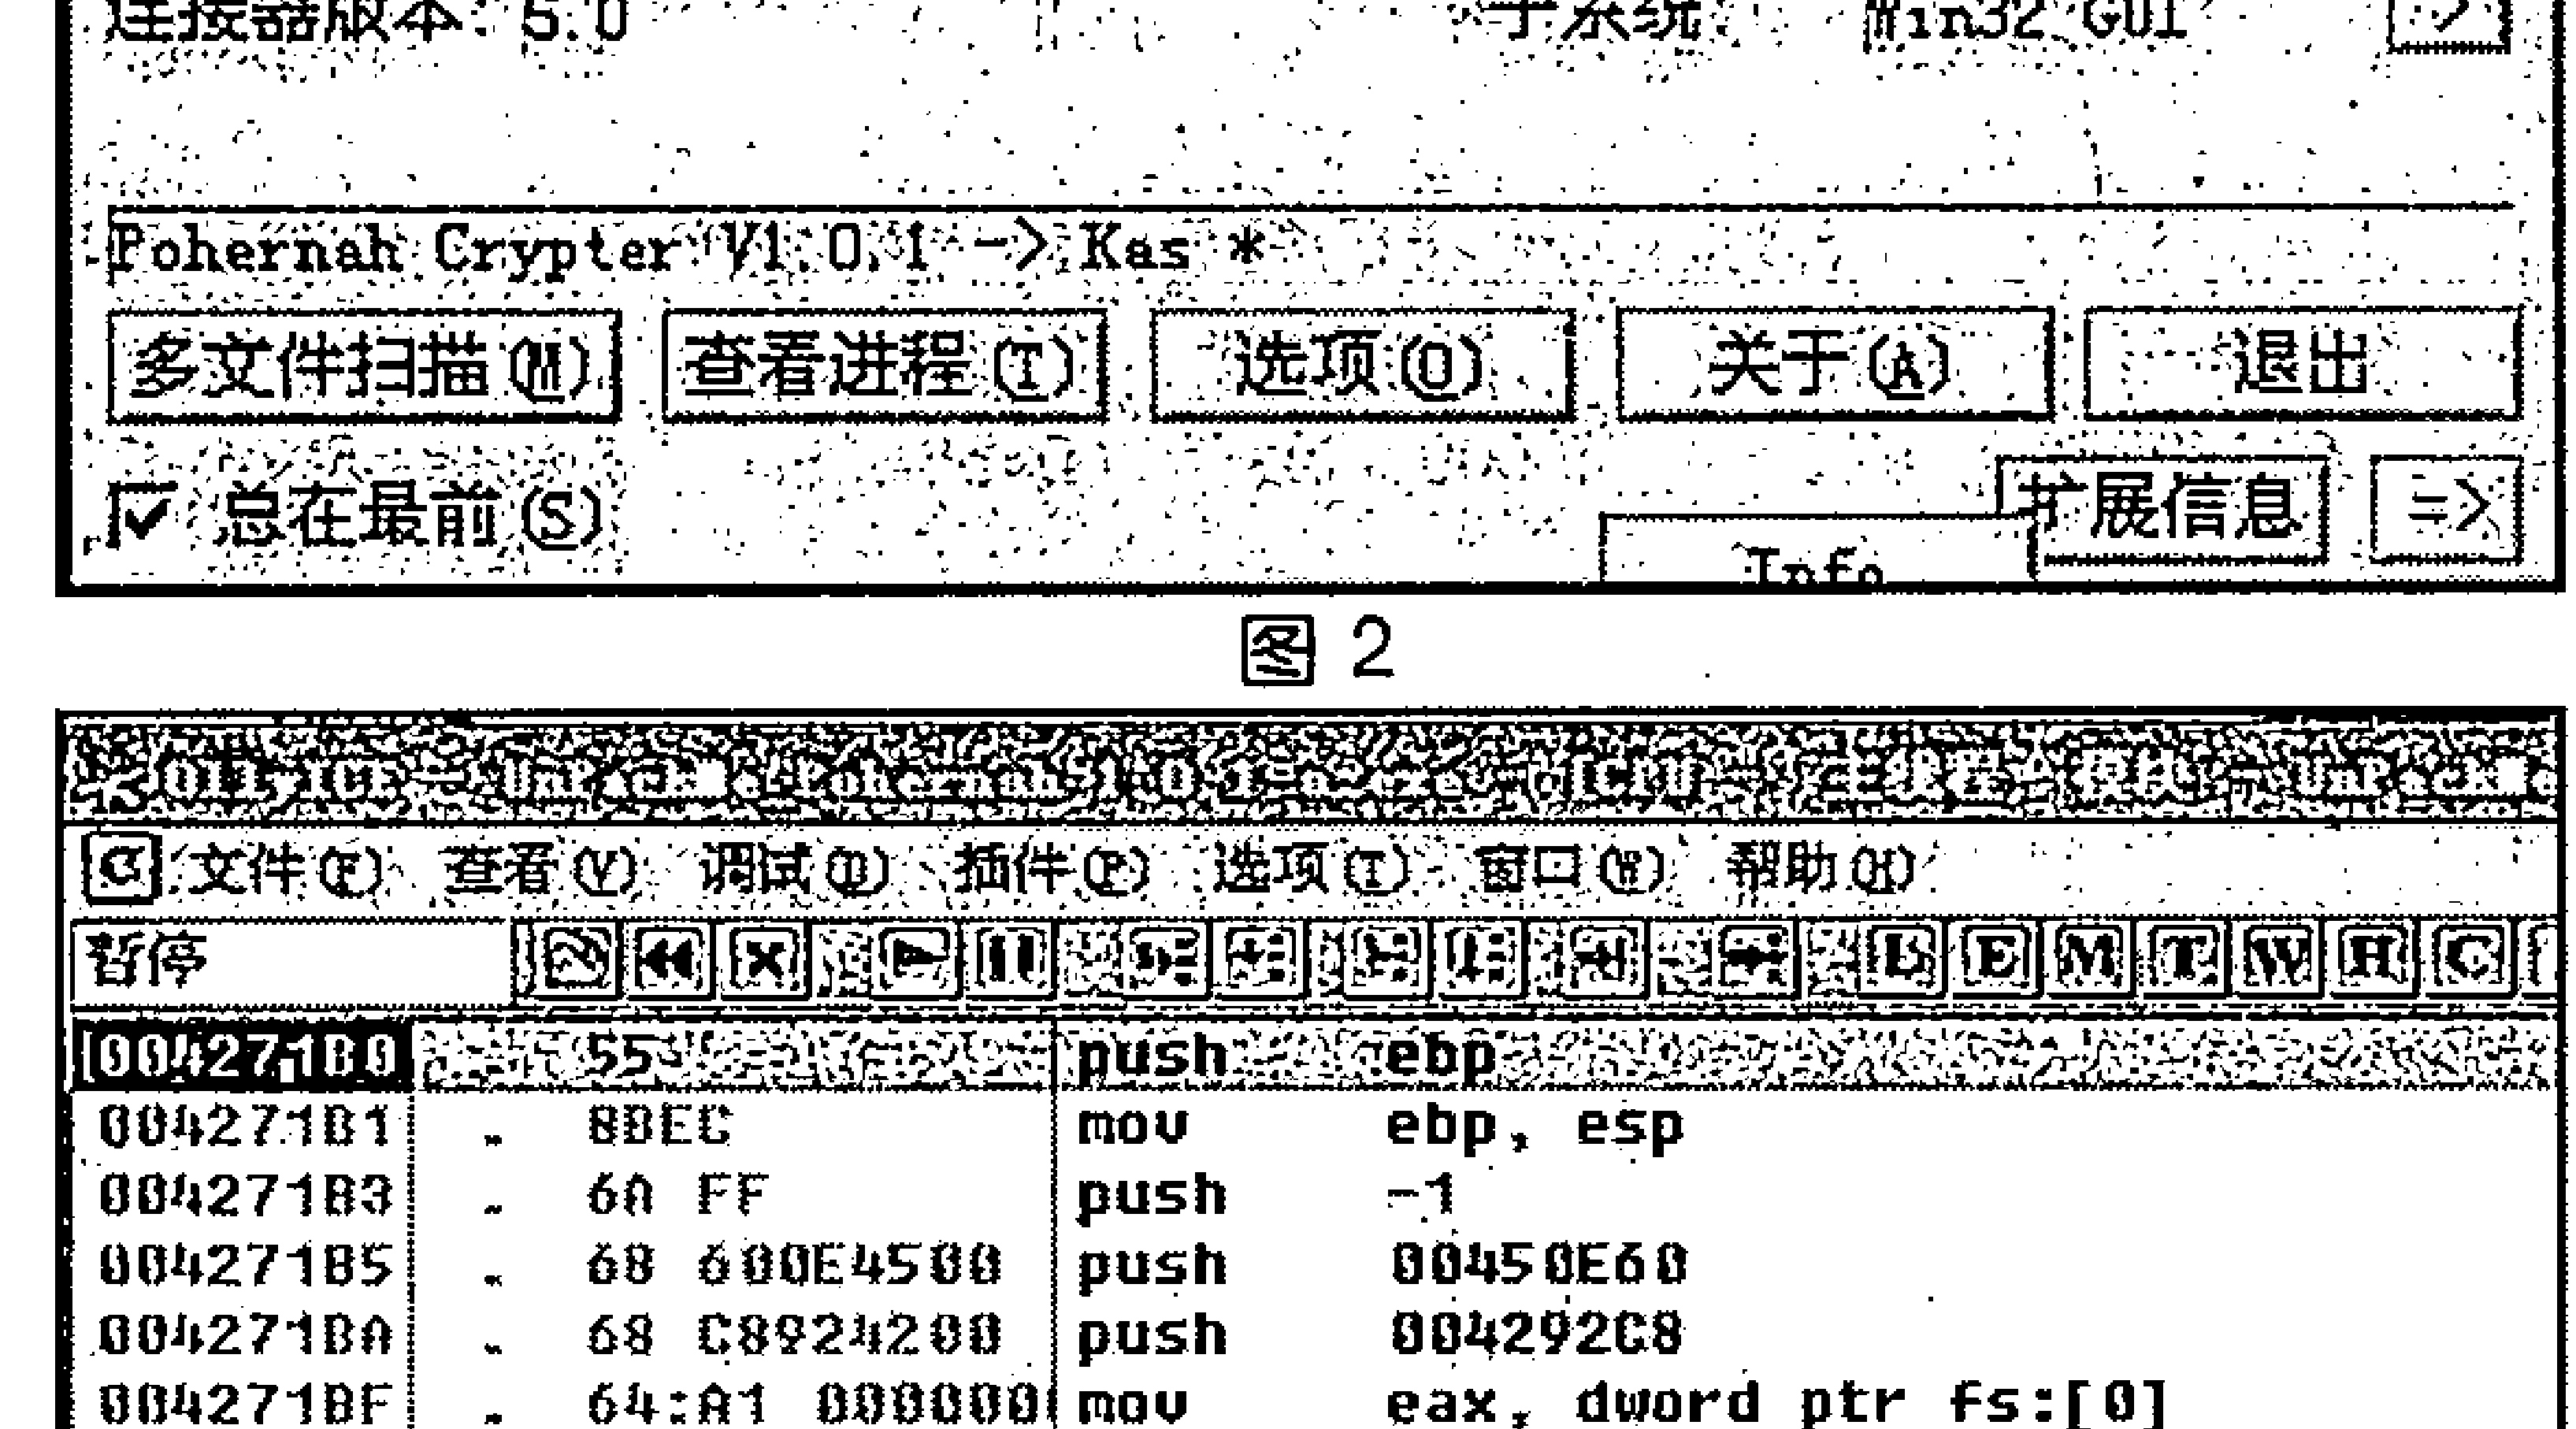 连接器版本: 5.0 子系统: Win32 GUI >
Pohernah Crypter V1.0.1 -> Kas *
多文件扫描(M) 查看进程(T) 选项(O) 关于(A) 退出
总在最前(S) 扩展信息 =>
Info
图 2
OllyICE - UnPackMe_Pohernah
C 文件(F) 查看(V) 调试(D) 插件(P) 选项(T) 窗口(W) 帮助(H)
暂停 L E M T W H C
004271B0 . 55 push ebp
004271B1 . 8BEC mov ebp, esp
004271B3 . 6A FF push -1
004271B5 . 68 600E4500 push 00450E60
004271BA . 68 C8924200 push 004292C8
004271BF . 64:A1 000000 mov eax, dword ptr fs:[0]